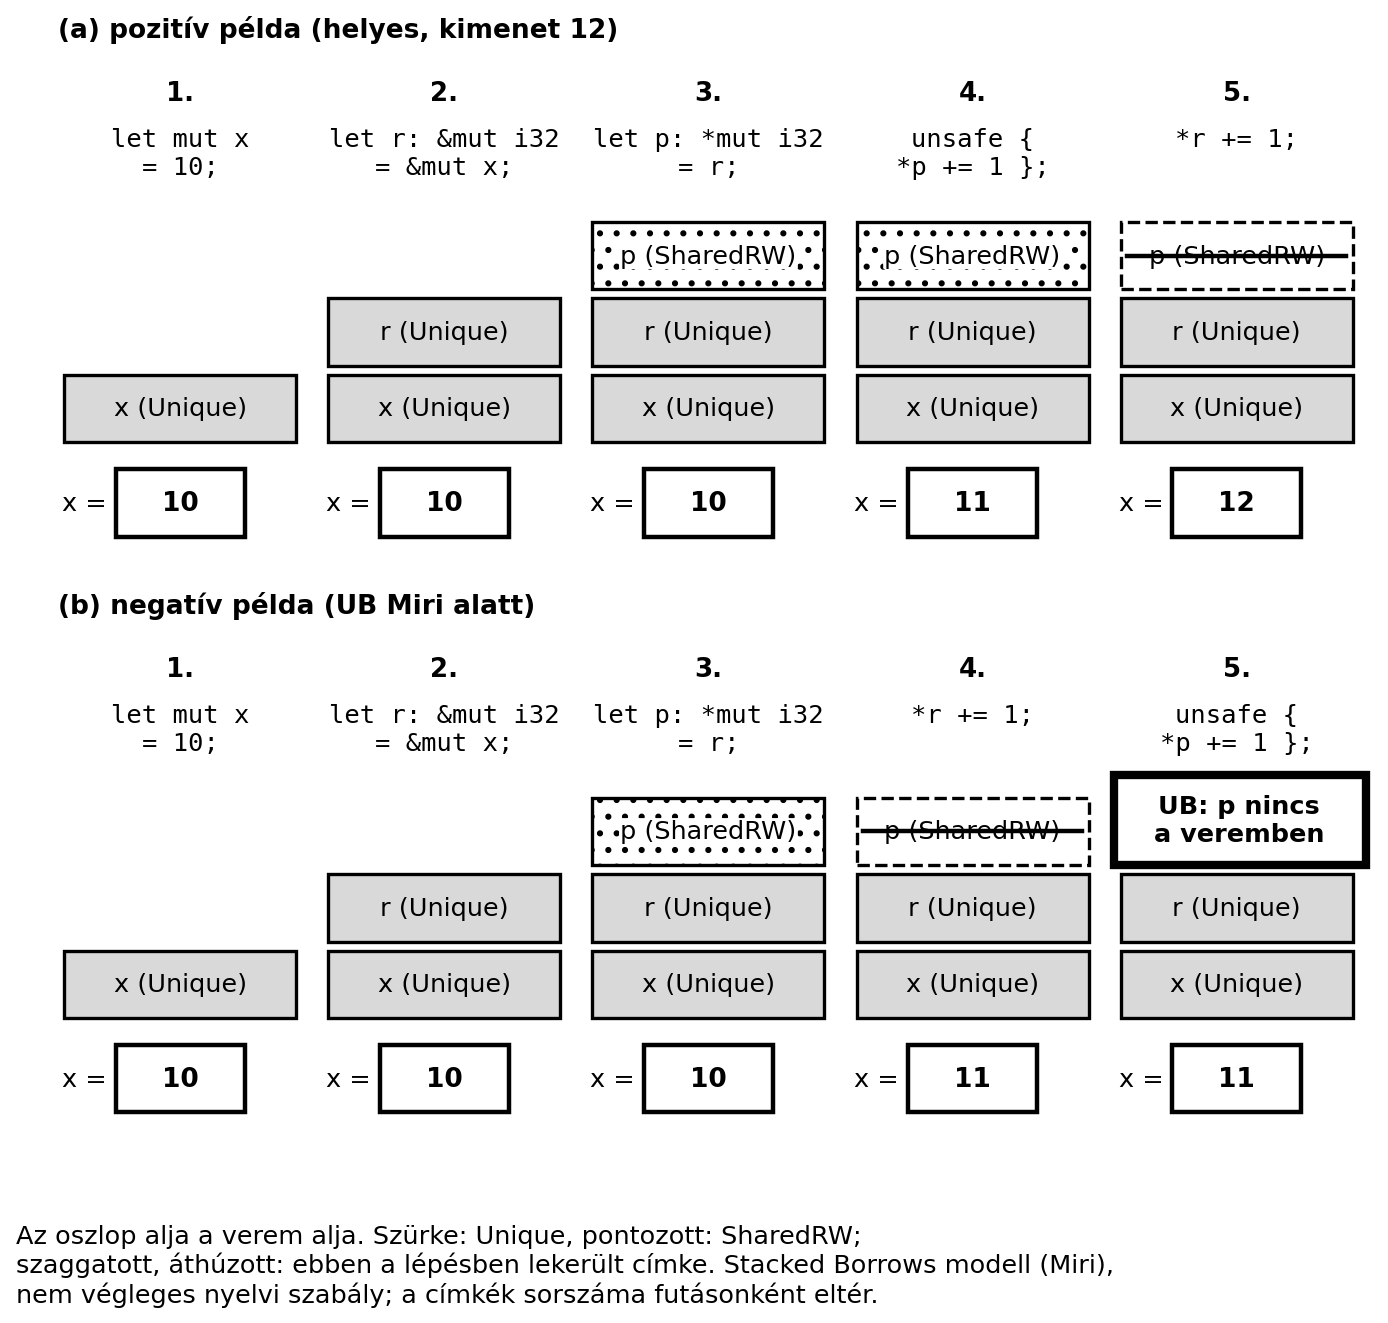 (a) pozitív példa (helyes, kimenet 12)
1. 2. 3. 4. 5.
let mut x let r: &mut i32 let p: *mut i32 unsafe { *r += 1;
= 10; = &mut x; = r; *p += 1 };
p (SharedRW) p (SharedRW) p (SharedRW)
r (Unique) r (Unique) r (Unique) r (Unique)
x (Unique) x (Unique) x (Unique) x (Unique) x (Unique)
x = 10 x = 10 x = 10 x = 11 x = 12
(b) negatív példa (UB Miri alatt)
1. 2. 3. 4. 5.
let mut x let r: &mut i32 let p: *mut i32 *r += 1; unsafe {
= 10; = &mut x; = r; *p += 1 };
UB: p nincs
p (SharedRW) p (SharedRW) a veremben
r (Unique) r (Unique) r (Unique) r (Unique)
x (Unique) x (Unique) x (Unique) x (Unique) x (Unique)
x = 10 x = 10 x = 10 x = 11 x = 11
Az oszlop alja a verem alja. Szürke: Unique, pontozott: SharedRW;
szaggatott, áthúzott: ebben a lépésben lekerült címke. Stacked Borrows modell (Miri),
nem végleges nyelvi szabály; a címkék sorszáma futásonként eltér.